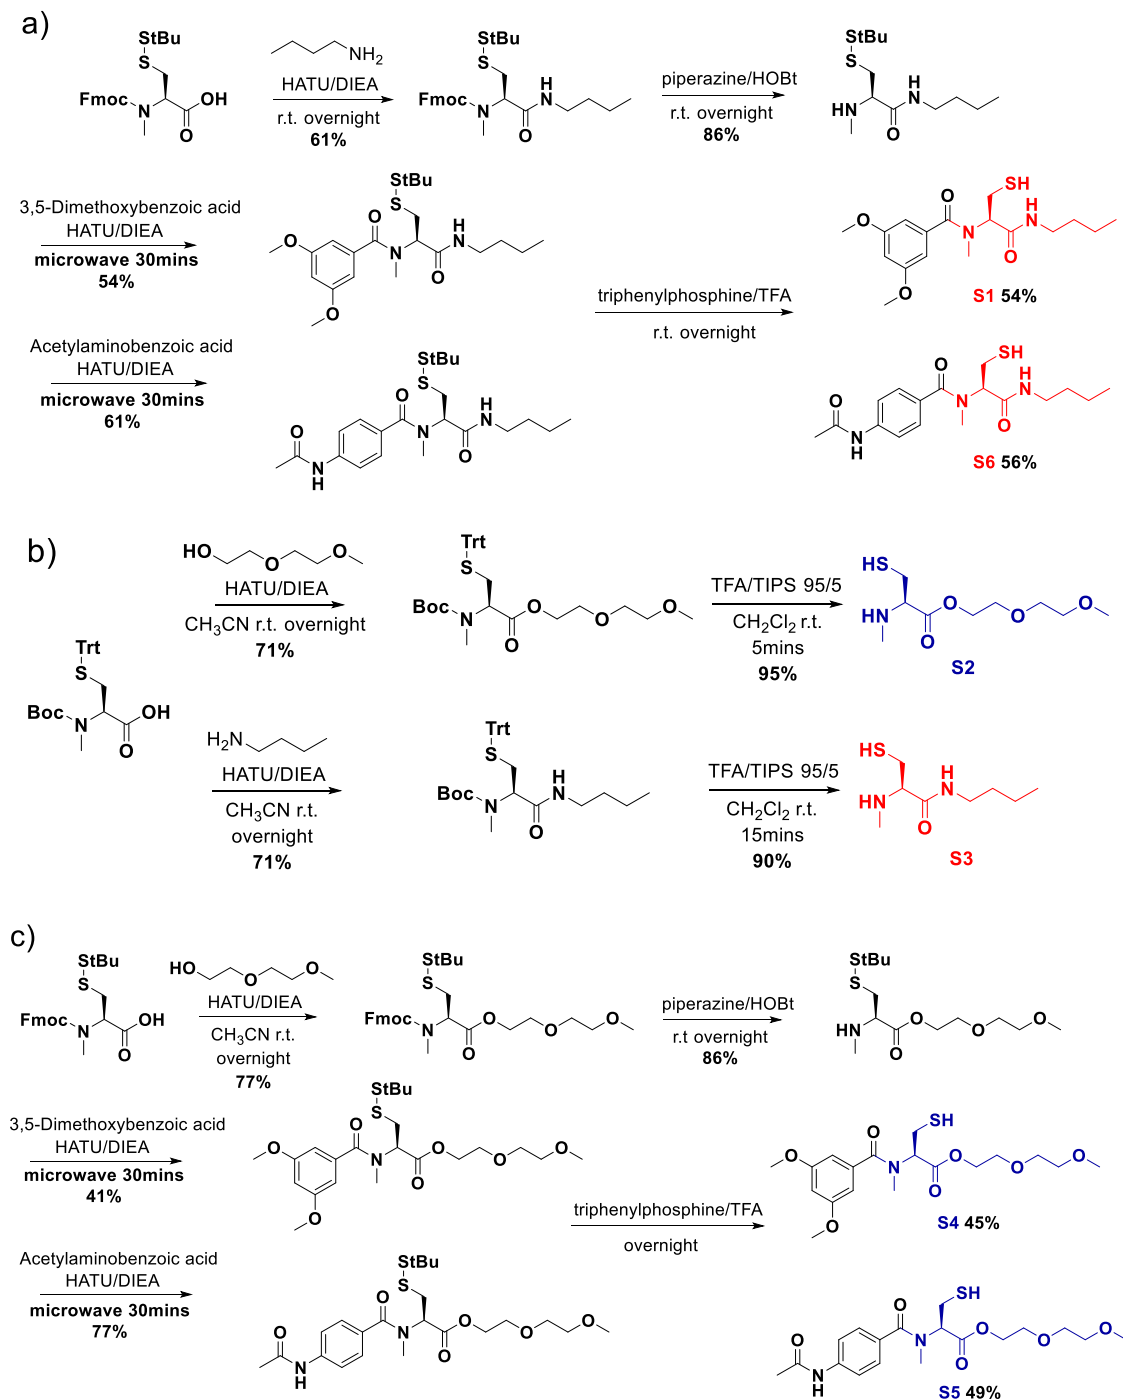 a)
StBu
S
NH2
HATU/DIEA
r.t. overnight
61%
Fmoc
N
OH
O
StBu
S
Fmoc
N
H
N
O
piperazine/HOBt
r.t. overnight
86%
StBu
S
HN
H
N
O
3,5-Dimethoxybenzoic acid
HATU/DIEA
microwave 30mins
54%
StBu
S
O
O
N
H
N
O
O
triphenylphosphine/TFA
r.t. overnight
SH
O
O
N
H
N
O
O
S1 54%
Acetylaminobenzoic acid
HATU/DIEA
microwave 30mins
61%
StBu
S
O
N
H
N
O
O
N
H
SH
O
N
H
N
O
O
N
H
S6 56%
b)
Trt
S
Boc
N
OH
O
HO
O
O
HATU/DIEA
CH3CN r.t. overnight
71%
Trt
S
Boc
N
O
O
O
O
TFA/TIPS 95/5
CH2Cl2 r.t.
5mins
95%
HS
HN
O
O
O
O
S2
H2N
HATU/DIEA
CH3CN r.t.
overnight
71%
Trt
S
Boc
N
H
N
O
TFA/TIPS 95/5
CH2Cl2 r.t.
15mins
90%
HS
HN
H
N
O
S3
c)
StBu
S
Fmoc
N
OH
O
HO
O
O
HATU/DIEA
CH3CN r.t.
overnight
77%
StBu
S
Fmoc
N
O
O
O
O
piperazine/HOBt
r.t overnight
86%
StBu
S
HN
O
O
O
O
3,5-Dimethoxybenzoic acid
HATU/DIEA
microwave 30mins
41%
StBu
S
O
O
N
O
O
O
O
O
triphenylphosphine/TFA
overnight
SH
O
O
N
O
O
O
O
O
S4 45%
Acetylaminobenzoic acid
HATU/DIEA
microwave 30mins
77%
StBu
S
O
N
O
O
O
O
O
N
H
SH
O
N
O
O
O
O
O
N
H
S5 49%